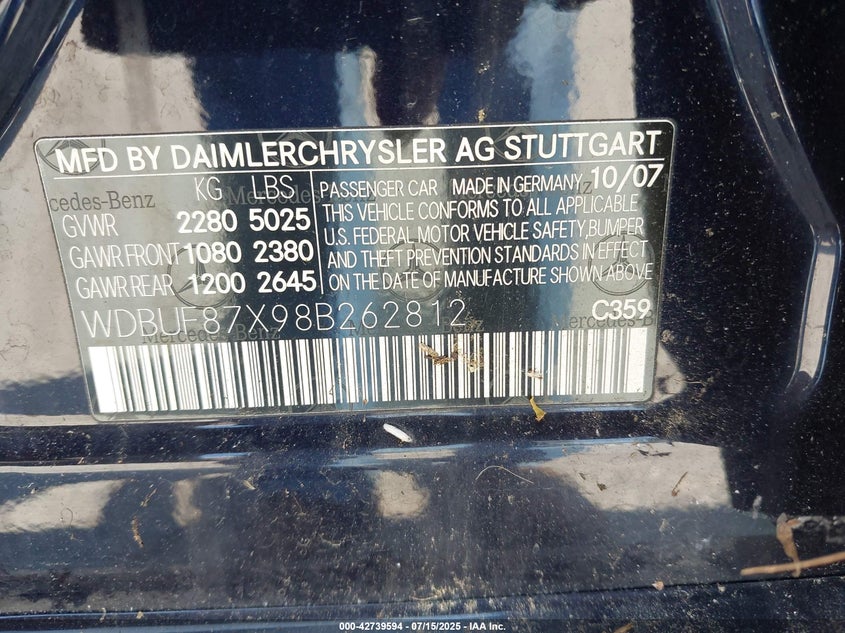 MFD BY DAIMLERCHRYSLER AG STUTTGART
KG LBS
GVWR 2280 5025
GAWR FRONT 1080 2380
GAWR REAR 1200 2645
PASSENGER CAR MADE IN GERMANY 10/07
THIS VEHICLE CONFORMS TO ALL APPLICABLE
U.S. FEDERAL MOTOR VEHICLE SAFETY, BUMPER
AND THEFT PREVENTION STANDARDS IN EFFECT
ON THE DATE OF MANUFACTURE SHOWN ABOVE
WDBUF87X98B262812
C359
000-42739594 - 07/15/2025 - IAA Inc.